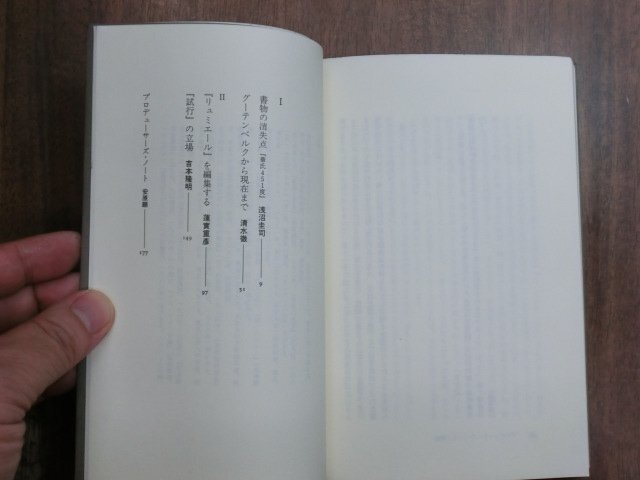 I
書物の消失点 『華氏451度』 浅沼圭司 9
グーテンベルクから現在まで 清水徹 51
II
『リュミエール』を編集する 蓮實重彦 97
『試行』の立場 吉本隆明 149
プロデューサーズ・ノート 安原顯 177